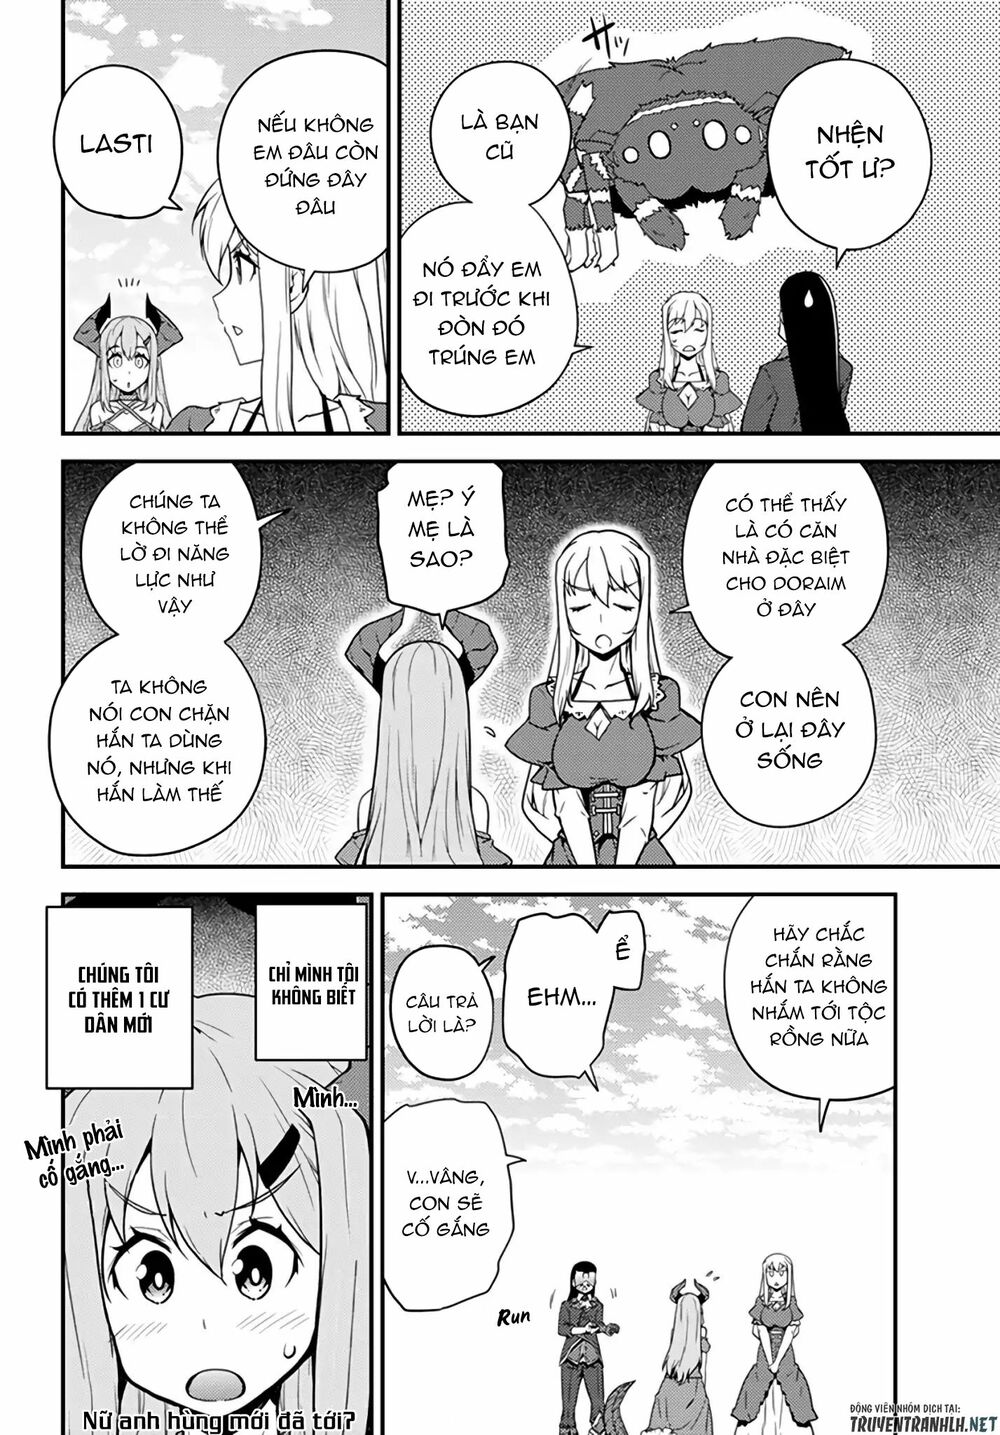 NHỆN
TỐT Ư?
LÀ BẠN
CŨ
NÓ ĐẨY EM
ĐI TRƯỚC KHI
ĐÒN ĐÓ
TRÚNG EM
NẾU KHÔNG
EM ĐÂU CÒN
ĐỨNG ĐÂY
ĐÂU
LASTI
CÓ THỂ THẤY
LÀ CÓ CĂN
NHÀ ĐẶC BIỆT
CHO DORAIM
Ở ĐÂY
CON NÊN
Ở LẠI ĐÂY
SỐNG
MẸ? Ý
MẸ LÀ
SAO?
CHÚNG TA
KHÔNG THỂ
LỜ ĐI NĂNG
LỰC NHƯ
VẬY
TA KHÔNG
NÓI CON CHẶN
HẮN TA DÙNG
NÓ, NHƯNG KHI
HẮN LÀM THẾ
HÃY CHẮC
CHẮN RẰNG
HẮN TA KHÔNG
NHẮM TỚI TỘC
RỒNG NỮA
Ể
EHM...
CÂU TRẢ
LỜI LÀ?
V...VÂNG,
CON SẼ
CỐ GẮNG
Run
CHỈ MÌNH TỘI
KHÔNG BIẾT
CHÚNG TÔI
CÓ THÊM 1 CƯ
DÂN MỚI
Mình...
Mình phải
cố gắng...
Nữ anh hùng mới đã tới?
ĐỘNG VIÊN NHÓM DỊCH TẠI:
TRUYENTRANHLH.NET